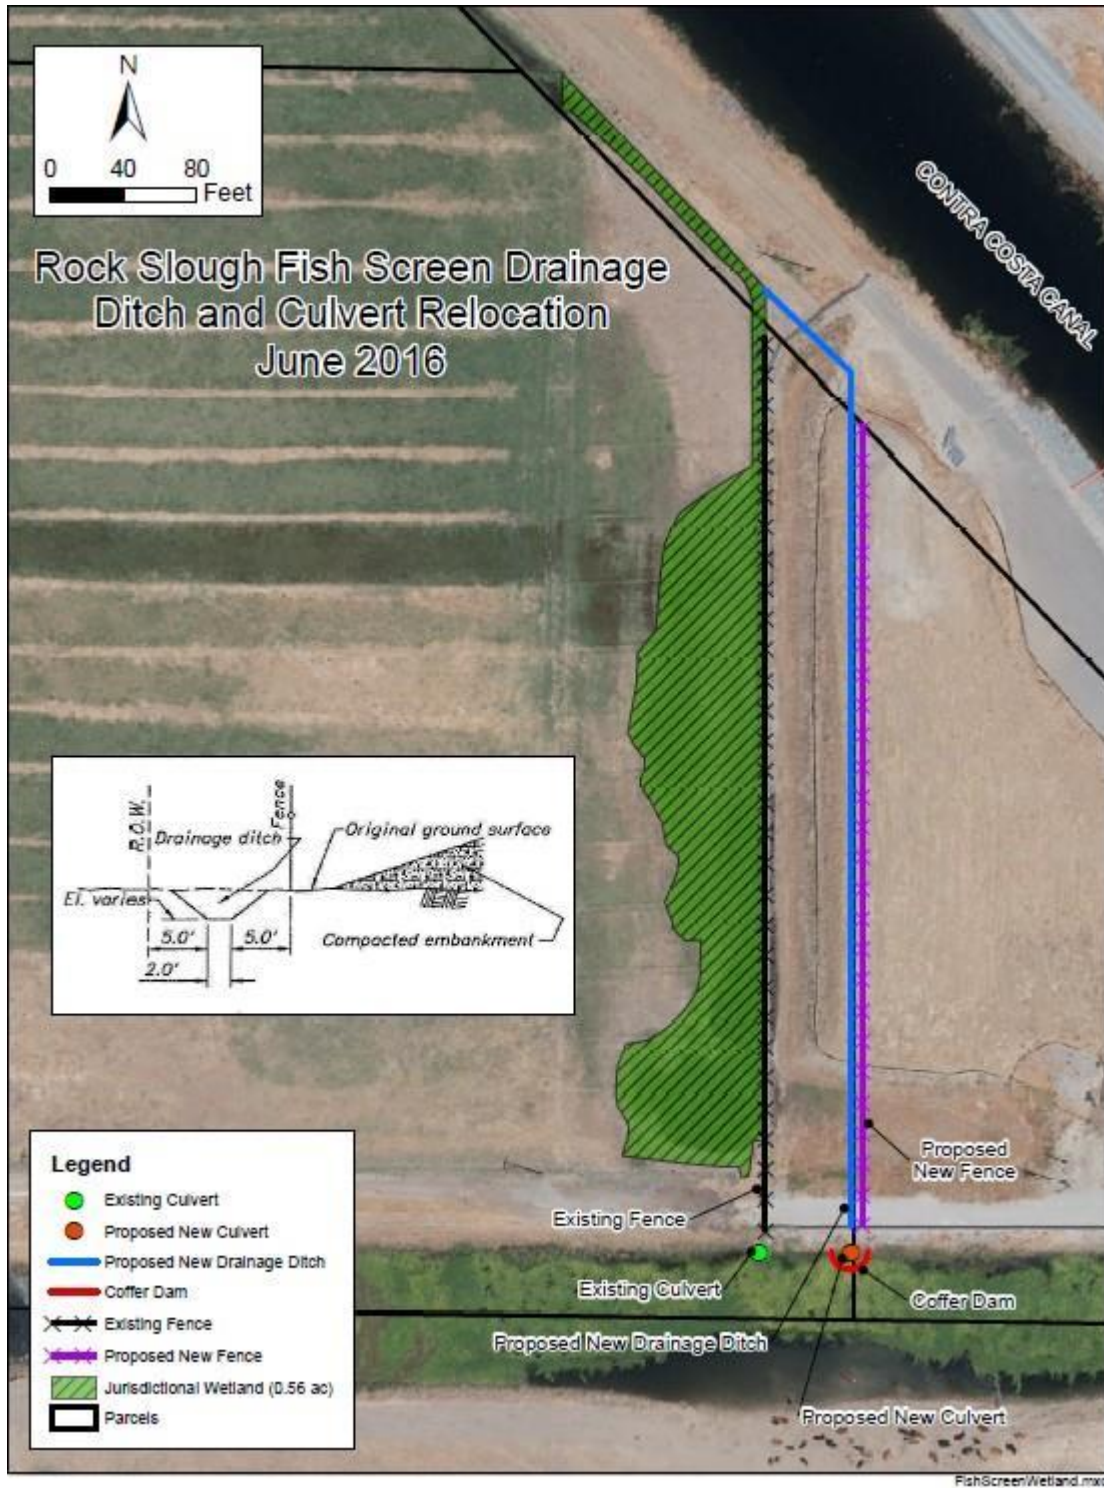 N
0 40 80
Feet
Rock Slough Fish Screen Drainage
Ditch and Culvert Relocation
June 2016
CONTRA COSTA CANAL
R.O.W.
Fence
Drainage ditch
Original ground surface
El. varies
5.0' 5.0'
Compacted embankment
2.0'
Proposed
New Fence
Existing Fence
Existing Culvert
Coffer Dam
Proposed New Drainage Ditch
Proposed New Culvert
Legend
Existing Culvert
Proposed New Culvert
Proposed New Drainage Ditch
Coffer Dam
Existing Fence
Proposed New Fence
Jurisdictional Wetland (0.56 ac)
Parcels
FishScreenWetland.mxd